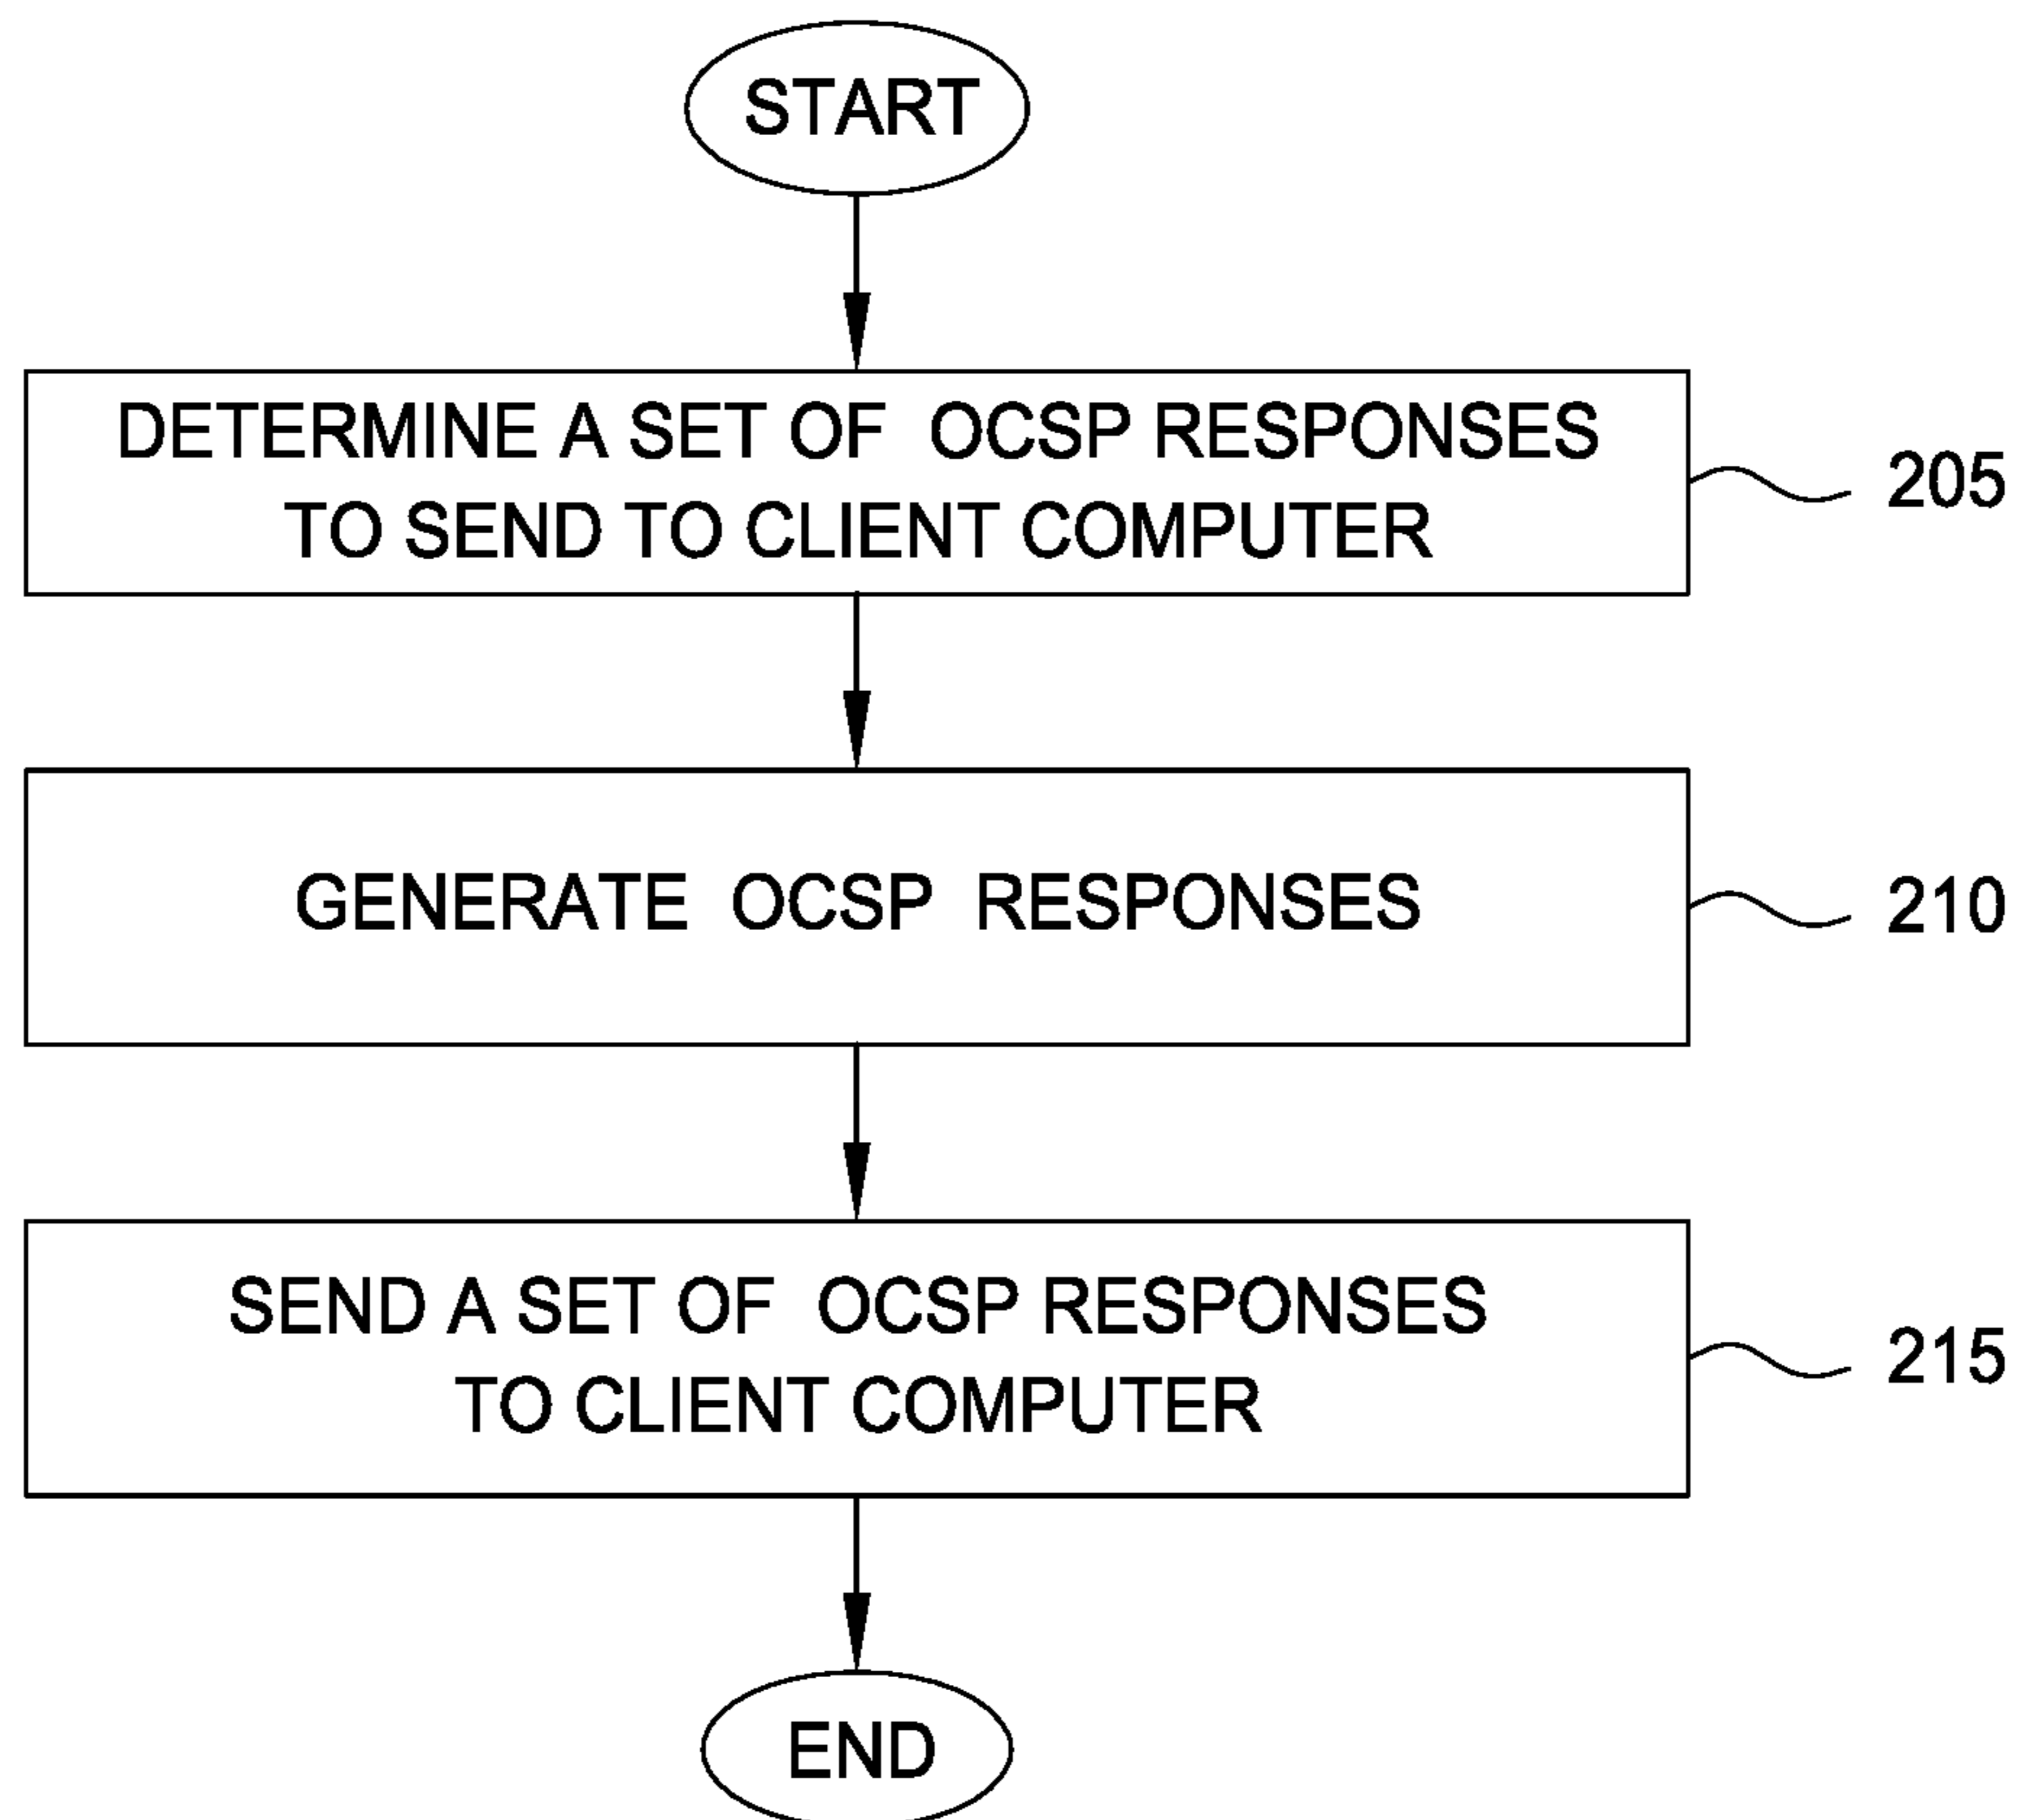 START
DETERMINE A SET OF OCSP RESPONSES
TO SEND TO CLIENT COMPUTER
205
GENERATE OCSP RESPONSES
210
SEND A SET OF OCSP RESPONSES
TO CLIENT COMPUTER
215
END